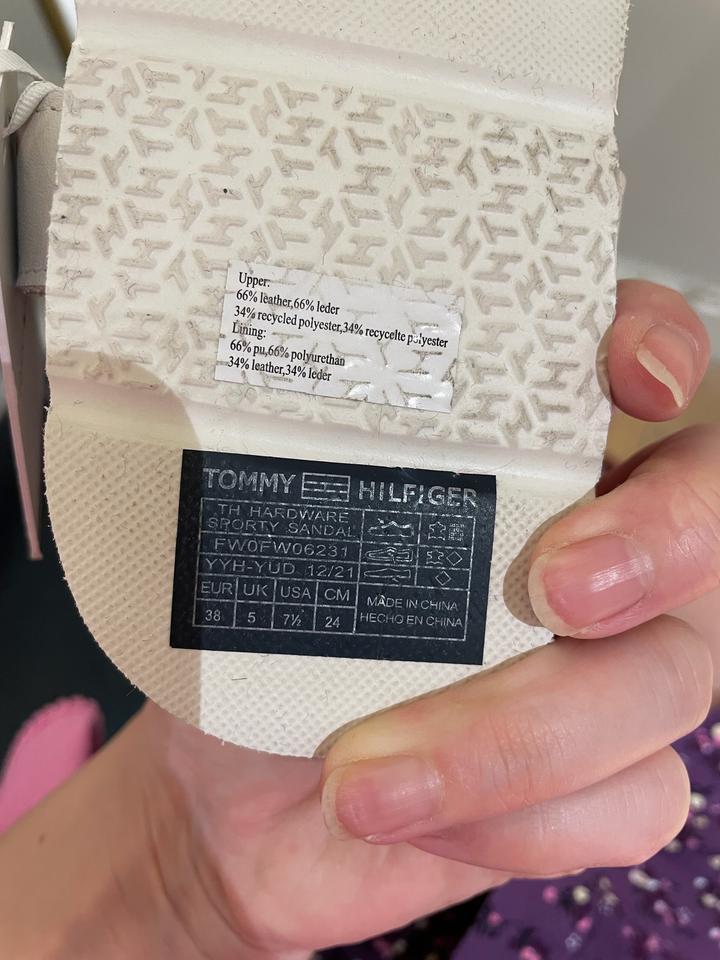 Upper:
66% leather,66% leder
34% recycled polyester,34% recycelte polyester
Lining:
66% pu,66% polyurethan
34% leather,34% leder
TOMMY HILFIGER
TH HARDWARE
SPORTY SANDAL
FW0FW06231
YYH-YUD 12/21
EUR UK USA CM
38 5 7½ 24
MADE IN CHINA
HECHO EN CHINA